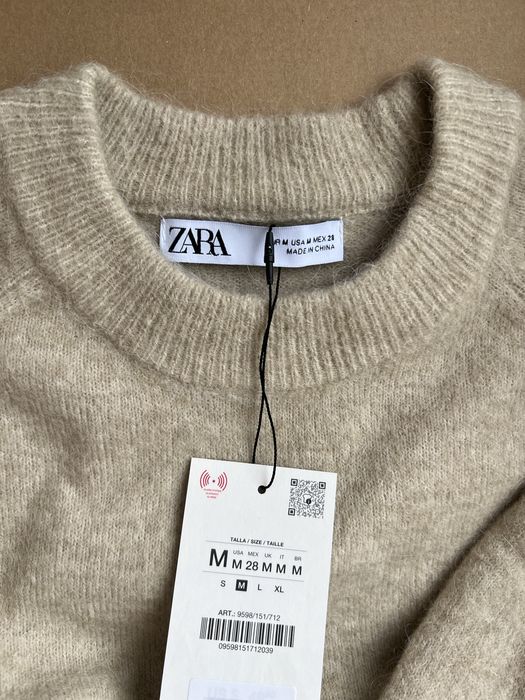 ZARA
R M USA M MEX 28
MADE IN CHINA
TALLA / SIZE / TAILLE
M
USA MEX UK IT BR
M 28 M M M
S M L XL
ART.: 9598/151/712
09598151712039